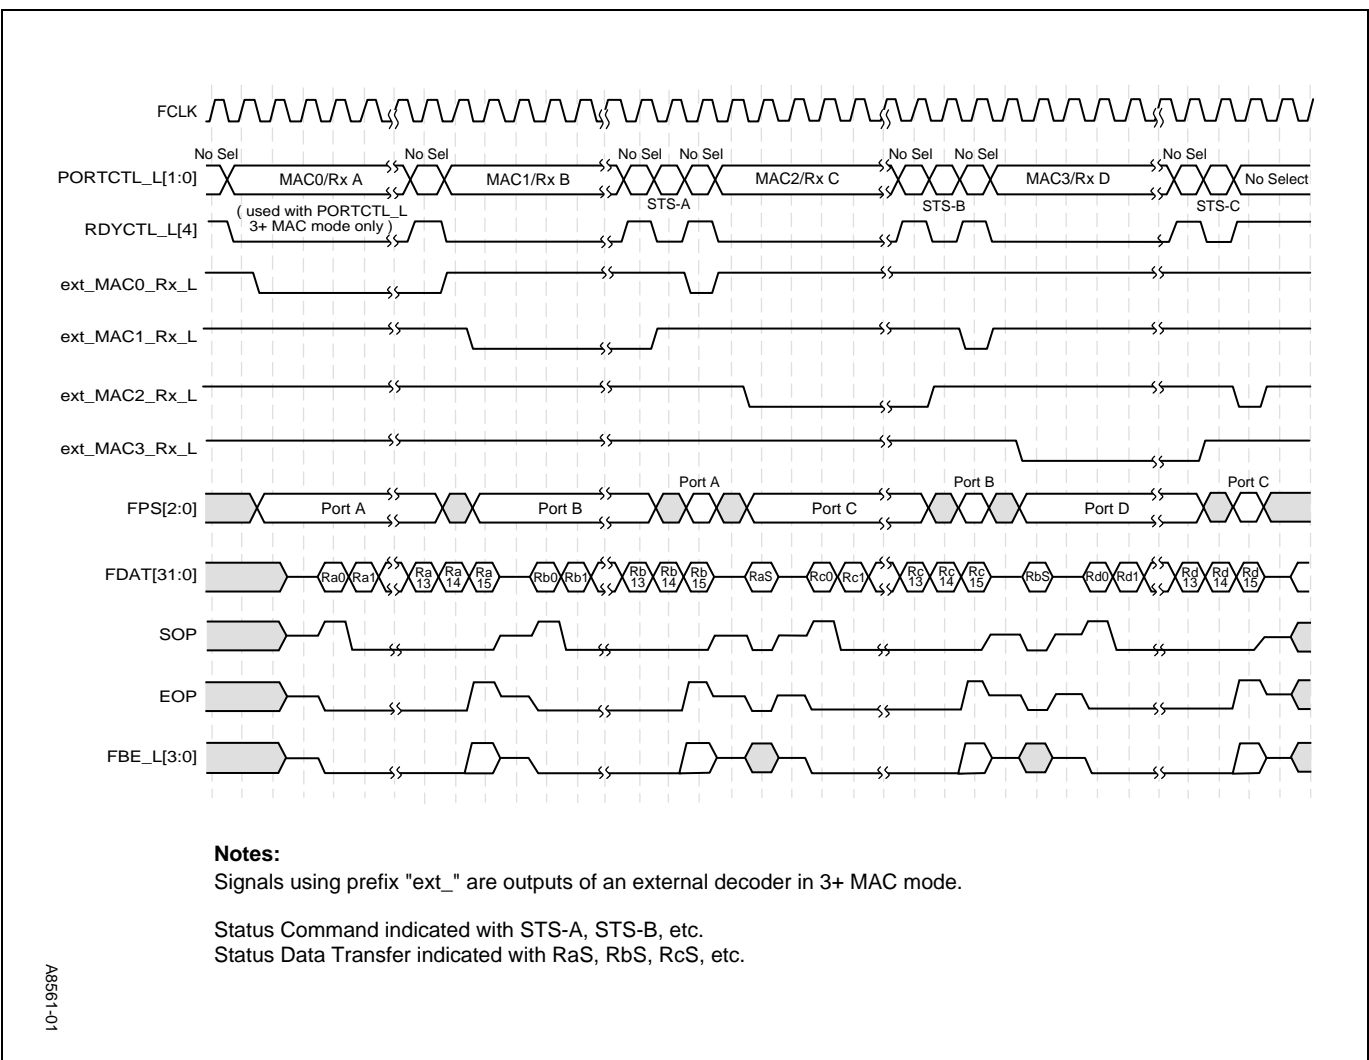 FCLK
No Sel No Sel No Sel No Sel No Sel No Sel No Sel
PORTCTL_L[1:0] MAC0/Rx A MAC1/Rx B MAC2/Rx C MAC3/Rx D No Select
STS-A STS-B STS-C
( used with PORTCTL_L
3+ MAC mode only )
RDYCTL_L[4]
ext_MAC0_Rx_L
ext_MAC1_Rx_L
ext_MAC2_Rx_L
ext_MAC3_Rx_L
Port A Port B Port C
FPS[2:0] Port A Port B Port C Port D
FDAT[31:0] Ra0 Ra1 Ra 13 Ra 14 Ra 15 Rb0 Rb1 Rb 13 Rb 14 Rb 15 RaS Rc0 Rc1 Rc 13 Rc 14 Rc 15 RbS Rd0 Rd1 Rd 13 Rd 14 Rd 15
SOP
EOP
FBE_L[3:0]
Notes:
Signals using prefix "ext_" are outputs of an external decoder in 3+ MAC mode.
Status Command indicated with STS-A, STS-B, etc.
Status Data Transfer indicated with RaS, RbS, RcS, etc.
A8561-01